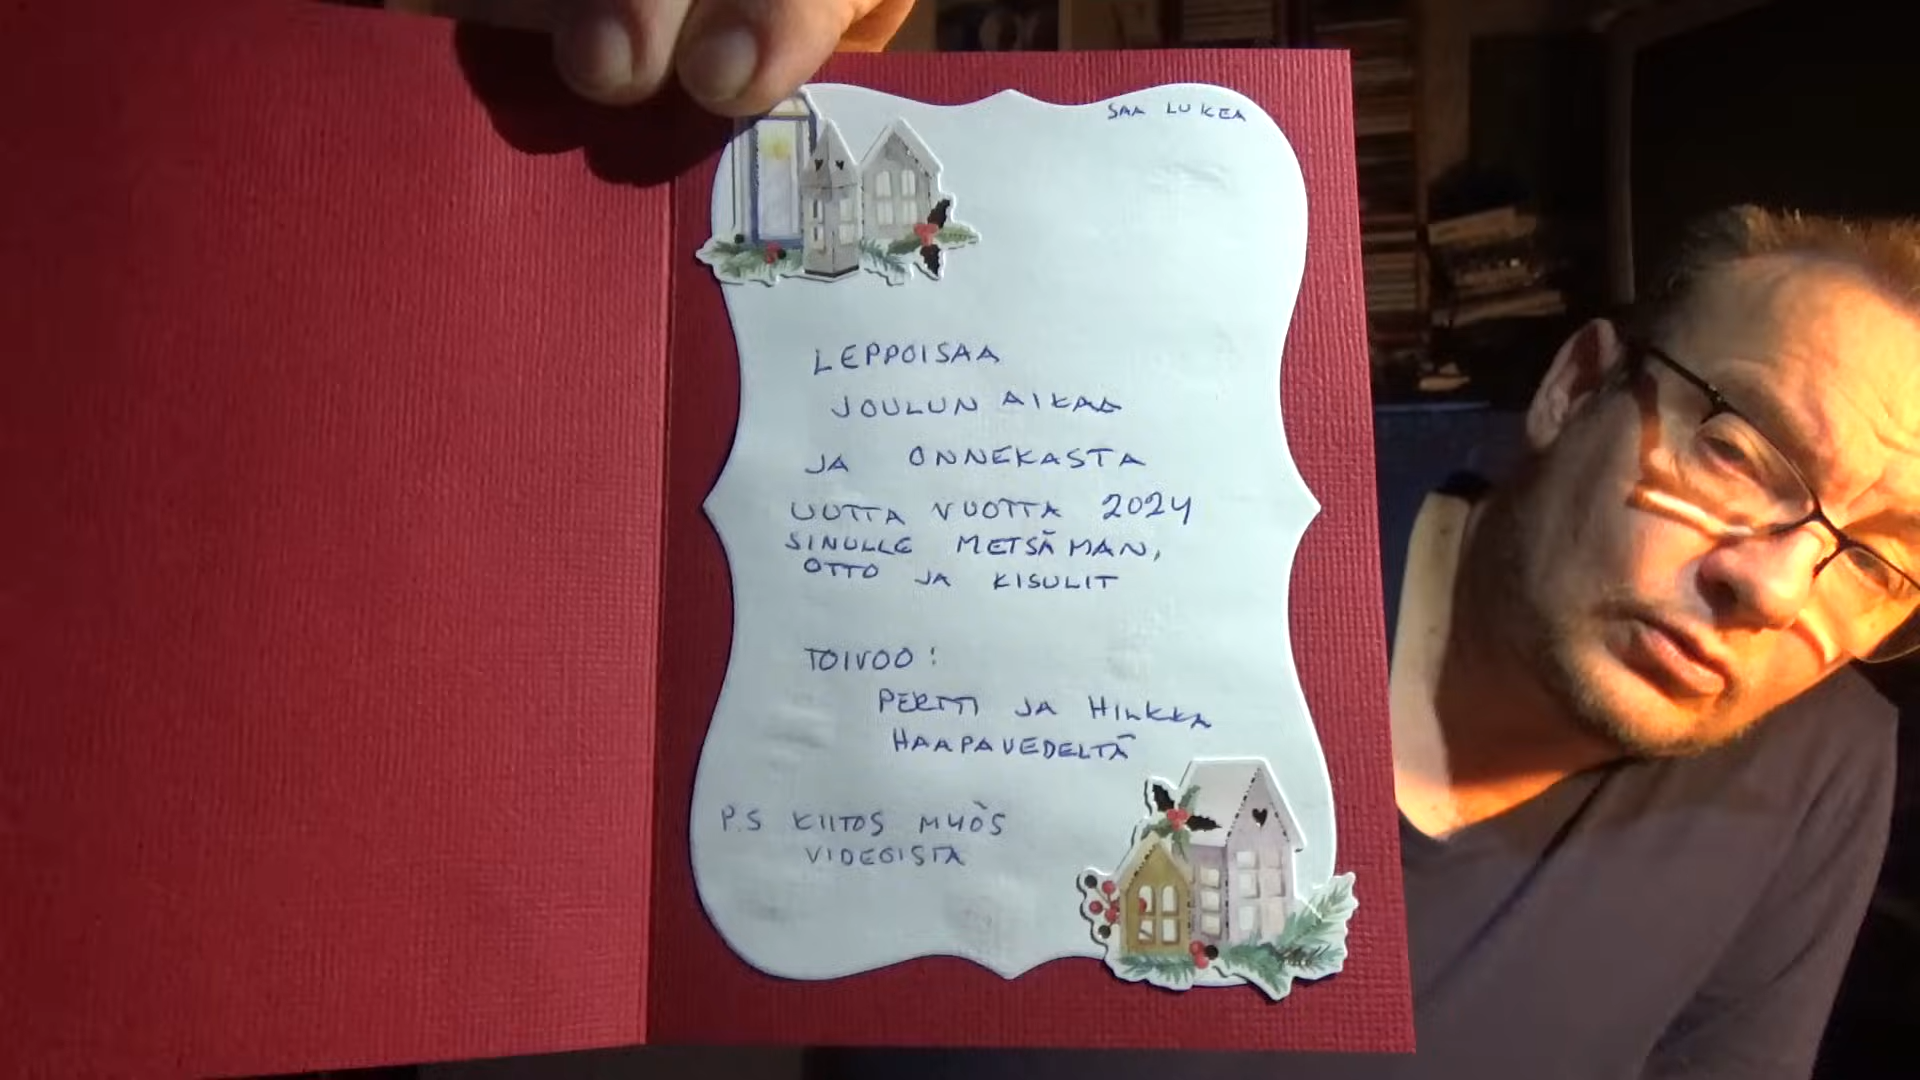 SAA LUKEA
LEPPOISAA
JOULUN AIKAA
JA ONNEKASTA
UUTTA VUOTTA 2024
SINULLE METSÄMAN,
OTTO JA KISULIT
TOIVOO:
PERTTI JA HILKKA
HAAPAVEDELTÄ
P.S KIITOS MYÖS
VIDEOISTA